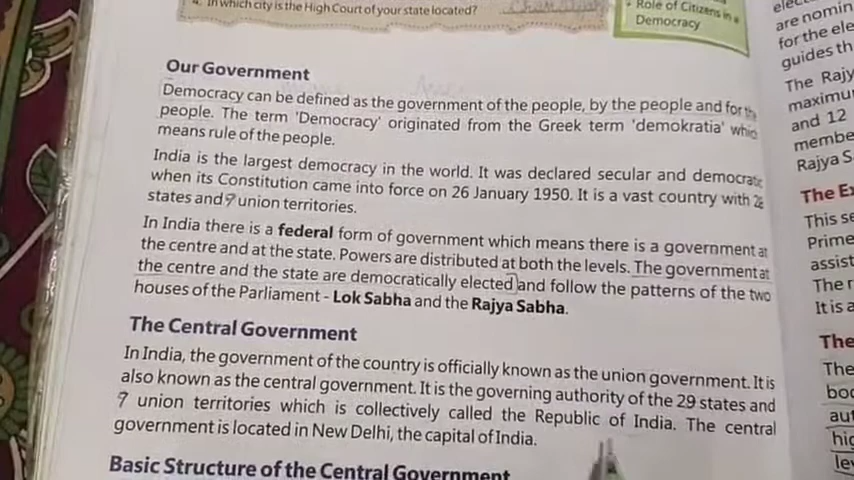 4. In which city is the High Court of your state located?
Role of Citizens in a
Democracy
Our Government
Democracy can be defined as the government of the people, by the people and for the
people. The term 'Democracy' originated from the Greek term 'demokratia' which
means rule of the people.
India is the largest democracy in the world. It was declared secular and democratic
when its Constitution came into force on 26 January 1950. It is a vast country with 28
states and 9 union territories.
In India there is a federal form of government which means there is a government at
the centre and at the state. Powers are distributed at both the levels. The government at
the centre and the state are democratically elected and follow the patterns of the two
houses of the Parliament - Lok Sabha and the Rajya Sabha.
The Central Government
In India, the government of the country is officially known as the union government. It is
also known as the central government. It is the governing authority of the 29 states and
9 union territories which is collectively called the Republic of India. The central
government is located in New Delhi, the capital of India.
Basic Structure of the Central Government
elec
are nomin
for the ele
guides th
The Rajy
maximu
and 12
membe
Rajya S
The Ex
This se
Prime
assist
The r
It is a
The
The
boo
aut
hig
lev